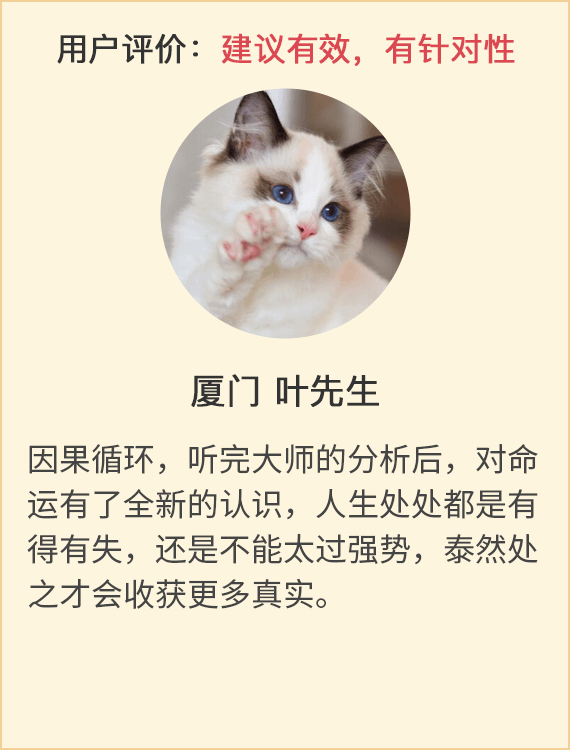 用户评价：建议有效，有针对性
厦门 叶先生
因果循环，听完大师的分析后，对命
运有了全新的认识，人生处处都是有
得有失，还是不能太过强势，泰然处
之才会收获更多真实。